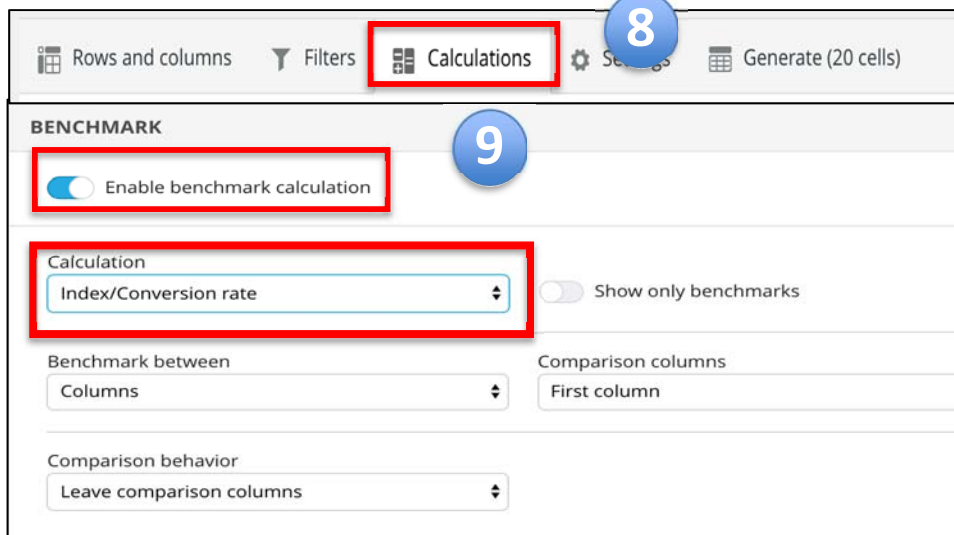 8
Rows and columns Filters Calculations Generate (20 cells)
BENCHMARK
9
Enable benchmark calculation
Calculation
Index/Conversion rate Show only benchmarks
Benchmark between Comparison columns
Columns First column
Comparison behavior
Leave comparison columns